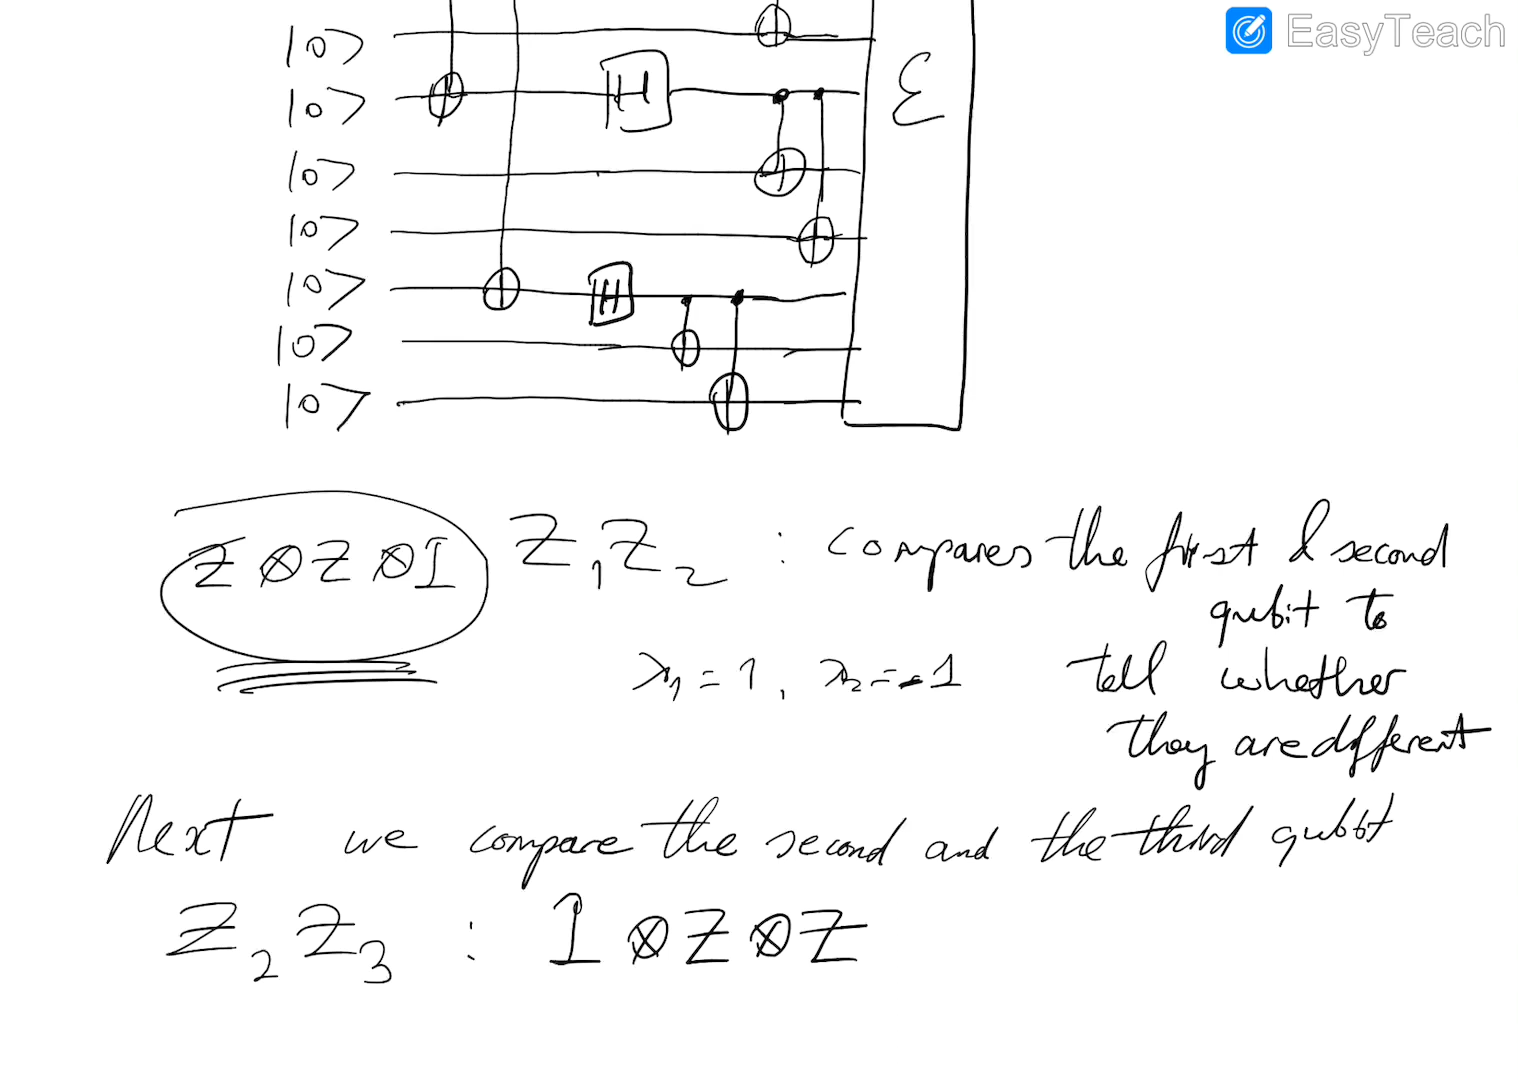 EasyTeach
|0>
|0> H ε
|0>
|0>
|0> H
|0>
|0>
Z ⊗ Z ⊗ I Z₁Z₂ : compares the first & second
qubit to
λ₁ = 1, λ₂ = -1 tell whether
they are different
Next we compare the second and the third qubit
Z₂Z₃ : I ⊗ Z ⊗ Z